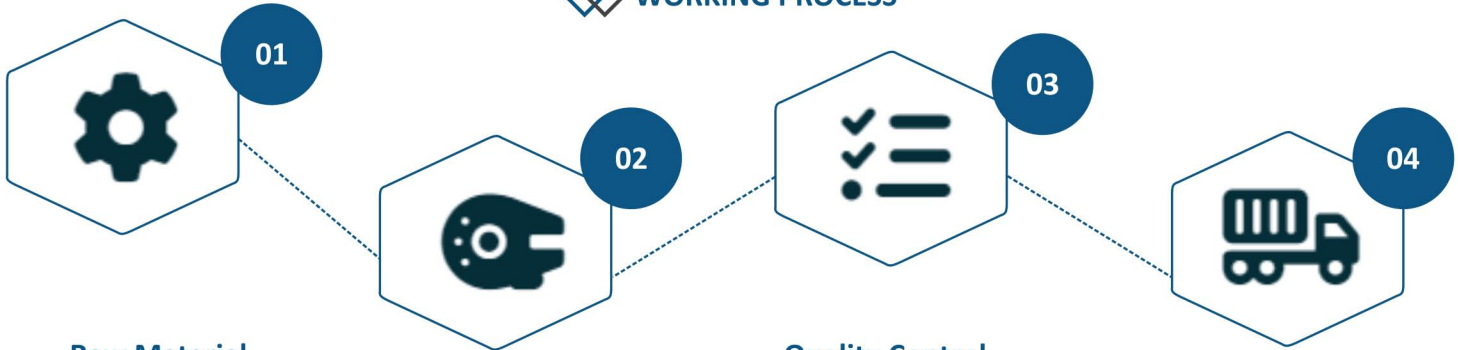 WORKING PROCESS
01
02
03
04
Raw Material
Quality Control